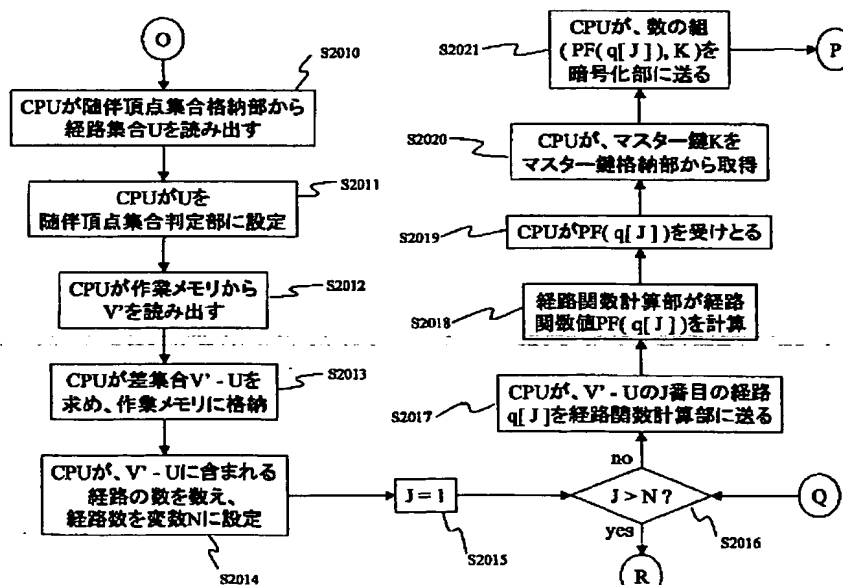 O
S2010
CPUが随伴頂点集合格納部から
経路集合Uを読み出す
S2011
CPUがUを
随伴頂点集合判定部に設定
S2012
CPUが作業メモリから
V'を読み出す
S2013
CPUが差集合V' - Uを
求め、作業メモリに格納
CPUが、V' - Uに含まれる
経路の数を数え、
経路数を変数Nに設定
S2014
J = 1
S2015
J > N ?
S2016
yes
no
Q
R
S2017
CPUが、V' - UのJ番目の経路
q[ J ]を経路関数計算部に送る
S2018
経路関数計算部が経路
関数値PF( q[ J ] )を計算
S2019
CPUがPF( q[ J ] )を受けとる
S2020
CPUが、マスター鍵Kを
マスター鍵格納部から取得
S2021
CPUが、数の組
( PF( q[ J ] ), K )を
暗号化部に送る
P